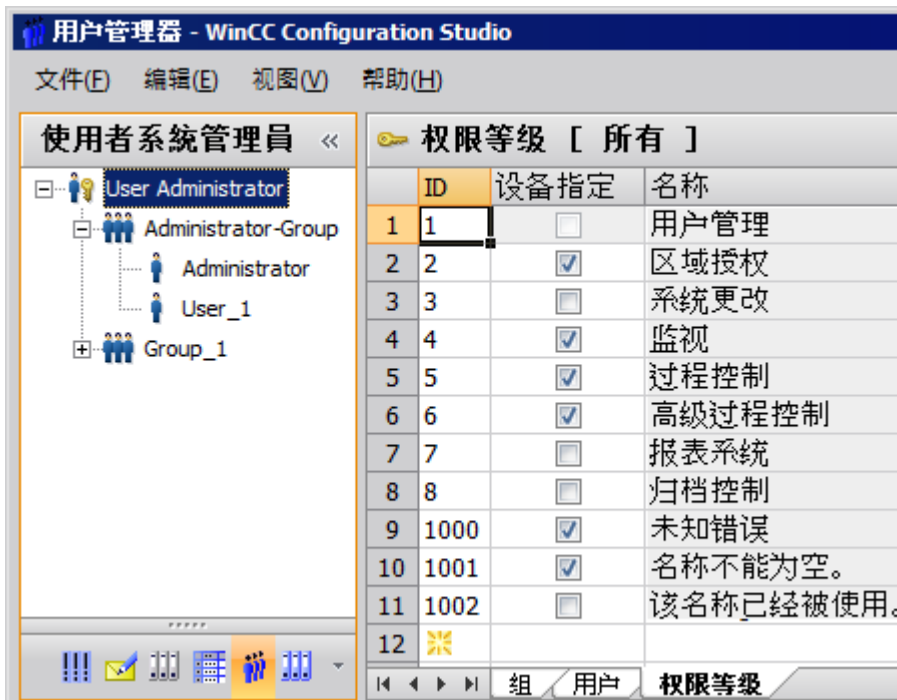 用户管理器 - WinCC Configuration Studio
文件(F) 编辑(E) 视图(V) 帮助(H)
使用者系統管理員 «
权限等级 [ 所有 ]
User Administrator
Administrator-Group
Administrator
User_1
Group_1
ID 设备指定 名称
1 1 用户管理
2 2 区域授权
3 3 系统更改
4 4 监视
5 5 过程控制
6 6 高级过程控制
7 7 报表系统
8 8 归档控制
9 1000 未知错误
10 1001 名称不能为空。
11 1002 该名称已经被使用。
12
组 用户 权限等级